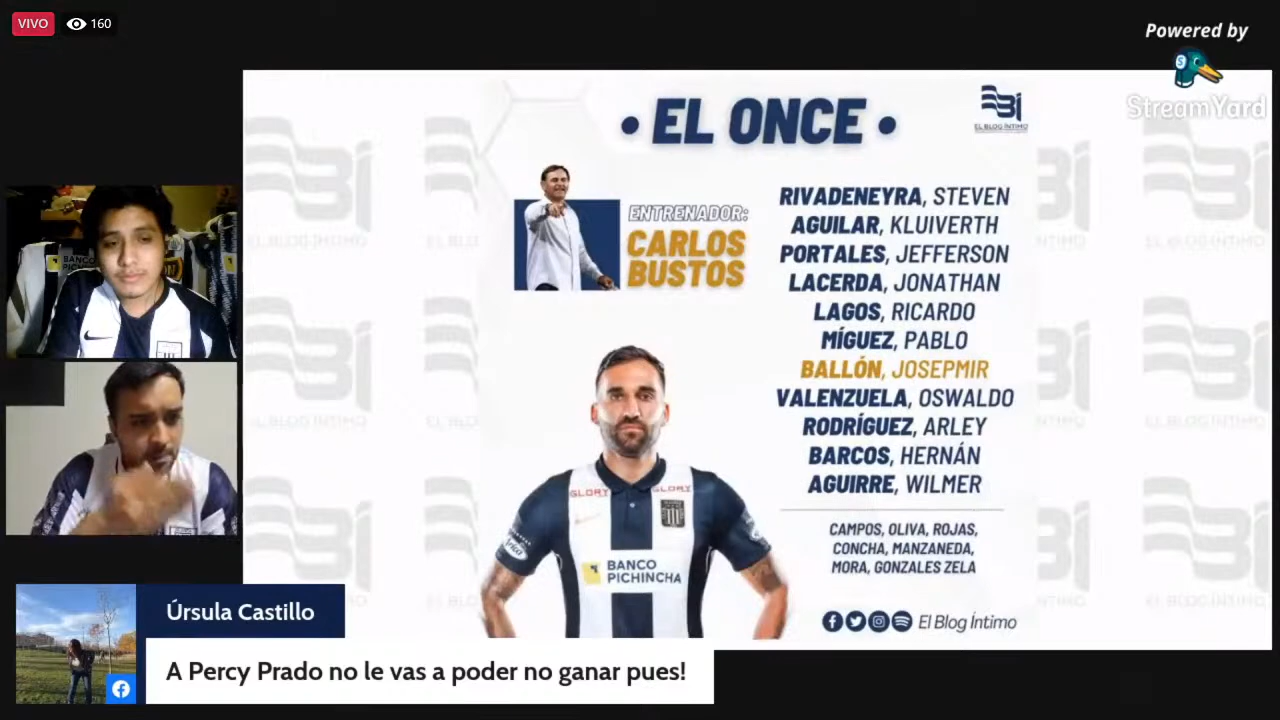 VIVO
160
Powered by
StreamYard
• EL ONCE •
EL BLOG ÍNTIMO
ENTRENADOR:
CARLOS
BUSTOS
RIVADENEYRA, STEVEN
AGUILAR, KLUIVERTH
PORTALES, JEFFERSON
LACERDA, JONATHAN
LAGOS, RICARDO
MÍGUEZ, PABLO
BALLÓN, JOSEPMIR
VALENZUELA, OSWALDO
RODRÍGUEZ, ARLEY
BARCOS, HERNÁN
AGUIRRE, WILMER
CAMPOS, OLIVA, ROJAS,
CONCHA, MANZANEDA,
MORA, GONZALES ZELA
GLORY GLORY
BANCO
PICHINCHA
El Blog Íntimo
Úrsula Castillo
A Percy Prado no le vas a poder no ganar pues!